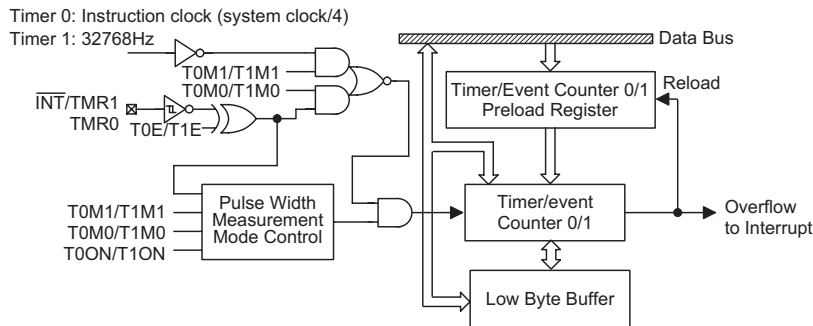 Timer 0: Instruction clock (system clock/4)
Timer 1: 32768Hz
Data Bus
T0M1/T1M1
T0M0/T1M0
INT/TMR1
TMR0
T0E/T1E
Timer/Event Counter 0/1
Preload Register
Reload
T0M1/T1M1
T0M0/T1M0
T0ON/T1ON
Pulse Width
Measurement
Mode Control
Timer/event
Counter 0/1
Overflow
to Interrupt
Low Byte Buffer